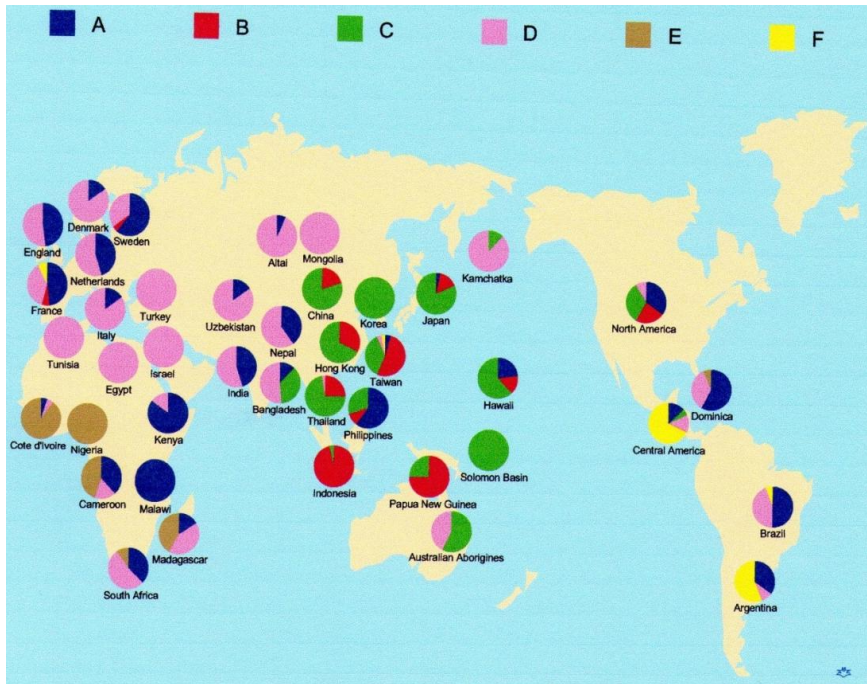 A B C D E F
Denmark
Sweden
England
Netherlands
Altai
Mongolia
Kamchatka
France
Italy
Turkey
Uzbekistan
China
Korea
Japan
North America
Tunisia
Egypt
Israel
Nepal
Hong Kong
Taiwan
India
Bangladesh
Thailand
Philippines
Hawaii
Dominica
Cote d'Ivoire
Nigeria
Kenya
Central America
Cameroon
Malawi
Indonesia
Papua New Guinea
Solomon Basin
Brazil
Madagascar
Australian Aborigines
South Africa
Argentina